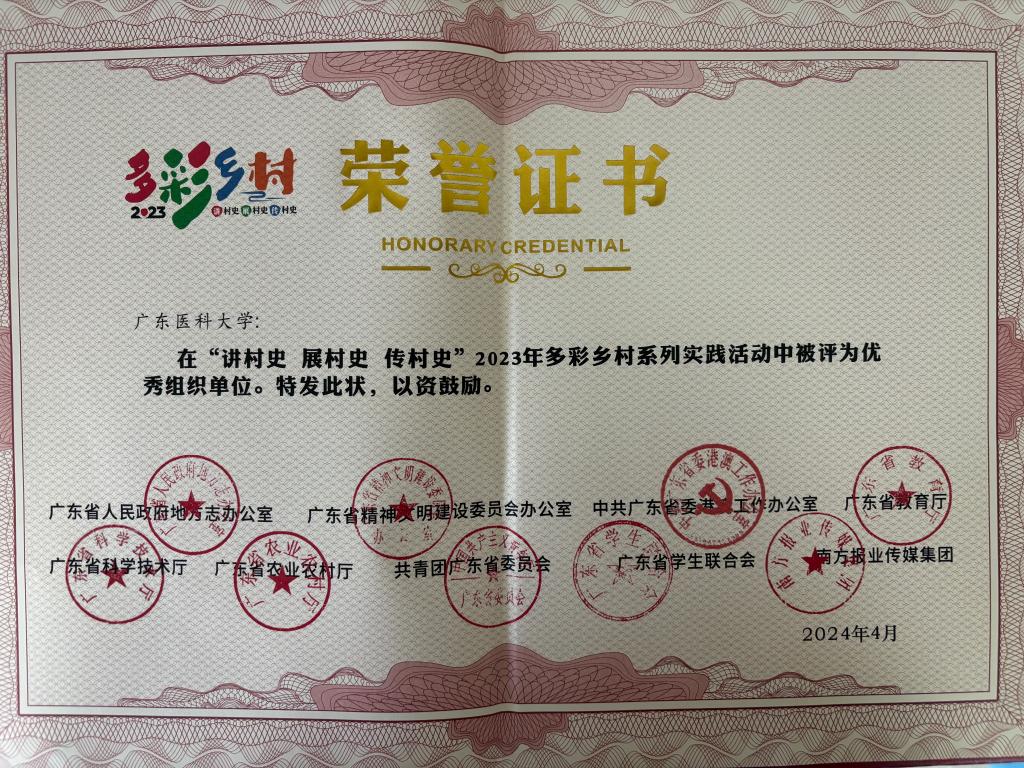 多彩乡村
2023 讲村史 展村史 传村史
荣誉证书
HONORARY CREDENTIAL
广东医科大学:
在“讲村史 展村史 传村史”2023年多彩乡村系列实践活动中被评为优
秀组织单位。特发此状，以资鼓励。
广东省人民政府地方志办公室 广东省精神文明建设委员会办公室 中共广东省委港澳工作办公室 广东省教育厅
广东省科学技术厅 广东省农业农村厅 共青团广东省委员会 广东省学生联合会 南方报业传媒集团
2024年4月